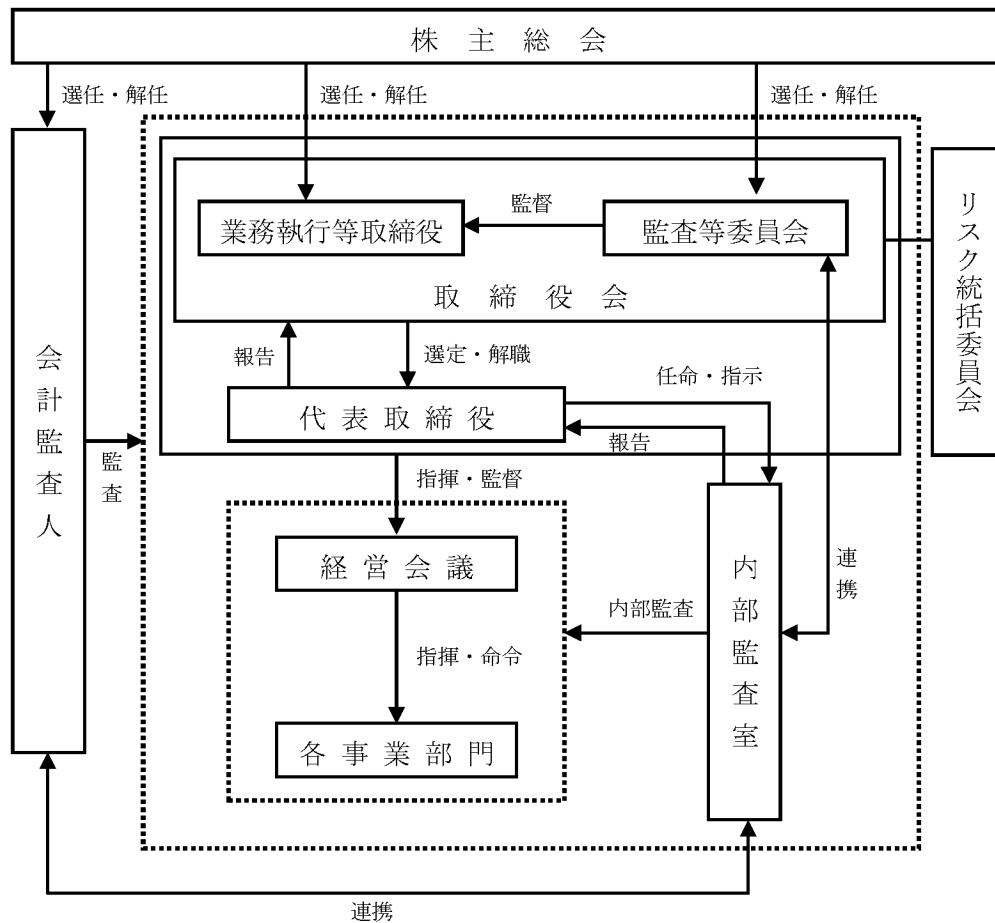 株主総会
選任・解任
選任・解任
選任・解任
業務執行等取締役
監督
監査等委員会
取締役会
リスク統括委員会
会計監査人
監査
報告
選定・解職
任命・指示
代表取締役
報告
指揮・監督
経営会議
内部監査
内部監査室
連携
指揮・命令
各事業部門
連携